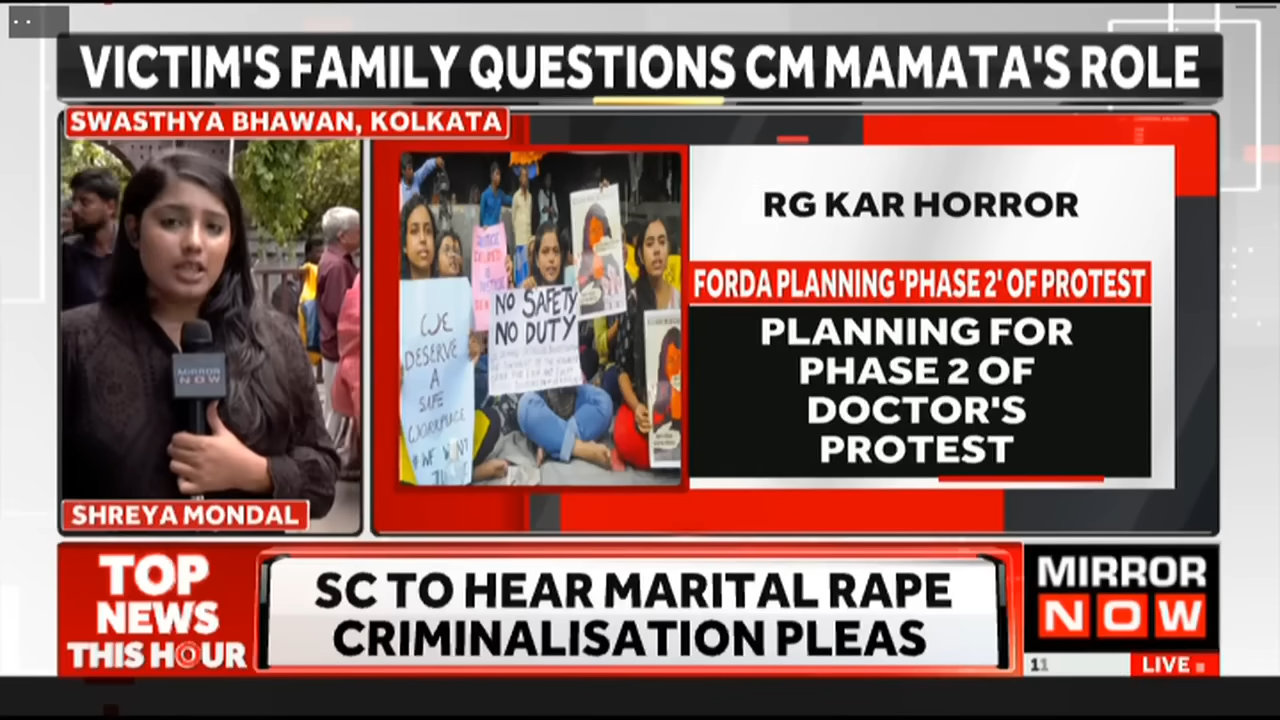 VICTIM'S FAMILY QUESTIONS CM MAMATA'S ROLE
SWASTHYA BHAWAN, KOLKATA
MIRROR
NOW
SHREYA MONDAL
WE
DESERVE
A
SAFE
WORKPLACE
NO SAFETY
NO DUTY
RG KAR HORROR
FORDA PLANNING 'PHASE 2' OF PROTEST
PLANNING FOR
PHASE 2 OF
DOCTOR'S
PROTEST
TOP
NEWS
THIS HOUR
SC TO HEAR MARITAL RAPE
CRIMINALISATION PLEAS
MIRROR
NOW
LIVE